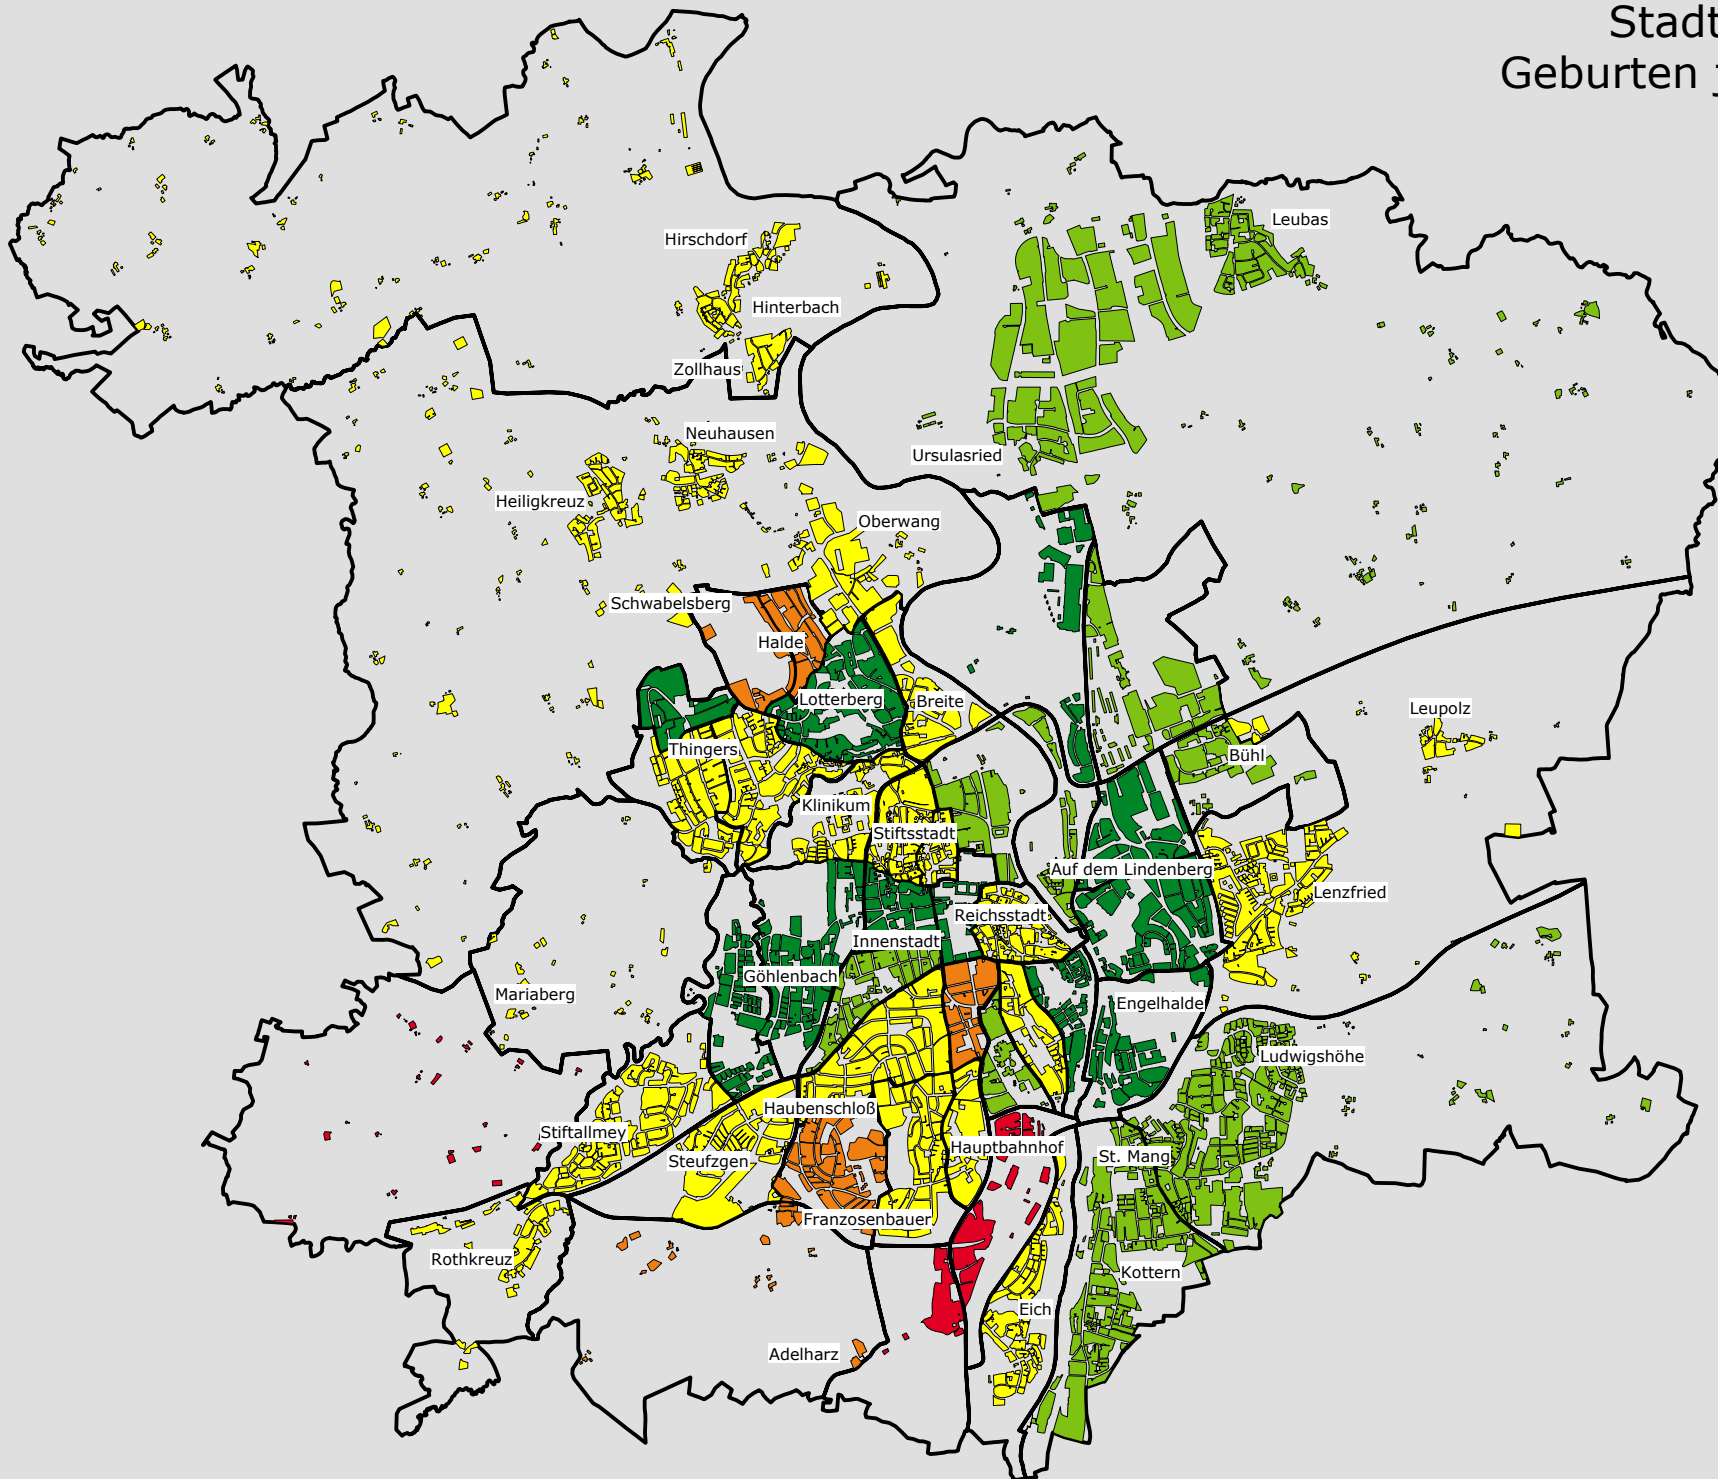 Stadt
Geburten j
Leubas
Hirschdorf
Hinterbach
Zollhaus
Neuhausen
Ursulasried
Heiligkreuz
Oberwang
Schwabelsberg
Halde
Lotterberg
Breite
Leupolz
Thingers
Bühl
Klinikum
Stiftsstadt
Auf dem Lindenberg
Lenzfried
Reichsstadt
Innenstadt
Göhlenbach
Mariaberg
Engelhalde
Ludwigshöhe
Haubenschloß
Stiftallmey
Hauptbahnhof
St. Mang
Steufzgen
Franzosenbauer
Rothkreuz
Kottern
Eich
Adelharz